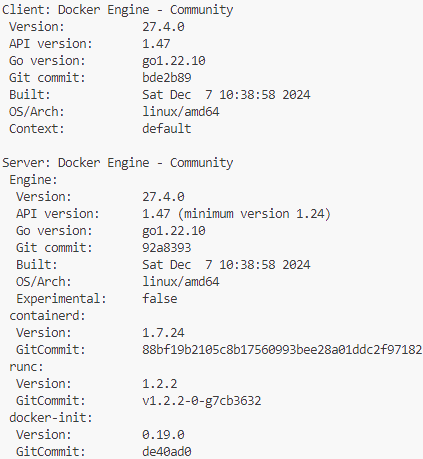 Client: Docker Engine - Community
 Version:           27.4.0
 API version:       1.47
 Go version:        go1.22.10
 Git commit:        bde2b89
 Built:             Sat Dec  7 10:38:58 2024
 OS/Arch:           linux/amd64
 Context:           default

Server: Docker Engine - Community
 Engine:
  Version:          27.4.0
  API version:      1.47 (minimum version 1.24)
  Go version:       go1.22.10
  Git commit:       92a8393
  Built:            Sat Dec  7 10:38:58 2024
  OS/Arch:          linux/amd64
  Experimental:     false
 containerd:
  Version:          1.7.24
  GitCommit:        88bf19b2105c8b17560993bee28a01ddc2f97182
 runc:
  Version:          1.2.2
  GitCommit:        v1.2.2-0-g7cb3632
 docker-init:
  Version:          0.19.0
  GitCommit:        de40ad0